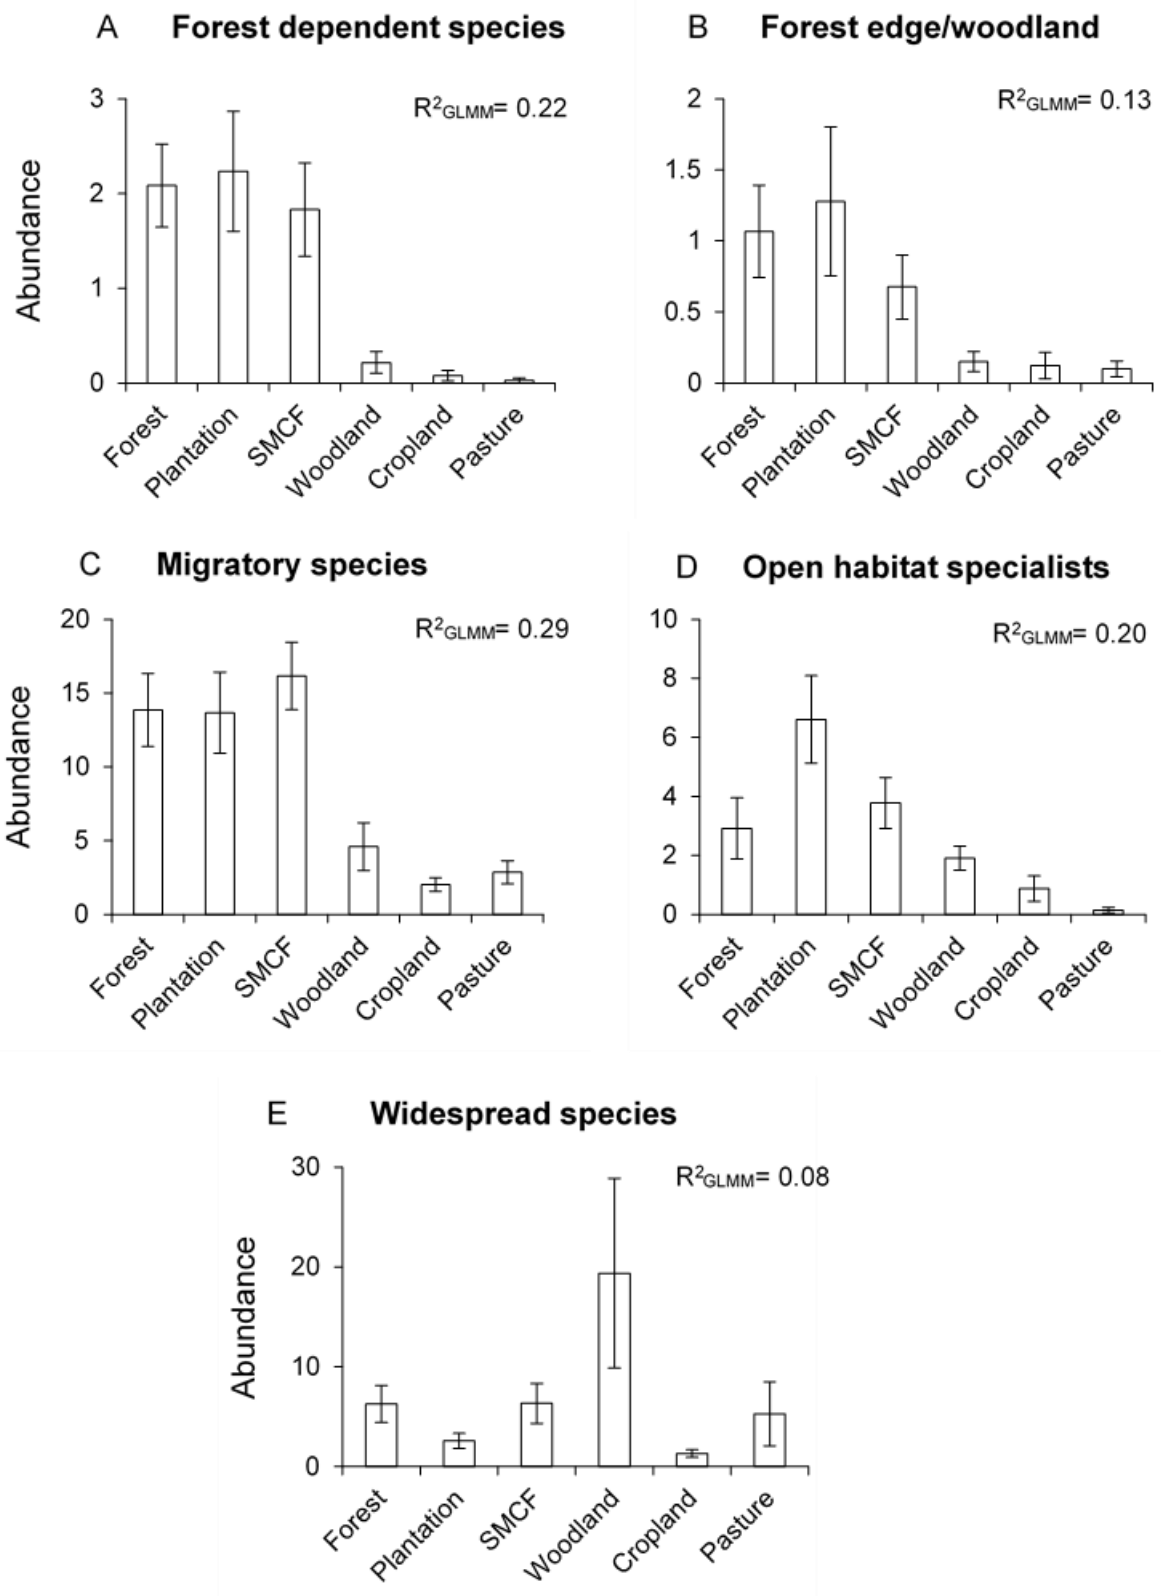 A Forest dependent species
R²GLMM= 0.22
Abundance
3
2
1
0
Forest
Plantation
SMCF
Woodland
Cropland
Pasture
B Forest edge/woodland
R²GLMM= 0.13
2
1.5
1
0.5
0
Forest
Plantation
SMCF
Woodland
Cropland
Pasture
C Migratory species
R²GLMM= 0.29
Abundance
20
15
10
5
0
Forest
Plantation
SMCF
Woodland
Cropland
Pasture
D Open habitat specialists
R²GLMM= 0.20
10
8
6
4
2
0
Forest
Plantation
SMCF
Woodland
Cropland
Pasture
E Widespread species
R²GLMM= 0.08
Abundance
30
20
10
0
Forest
Plantation
SMCF
Woodland
Cropland
Pasture